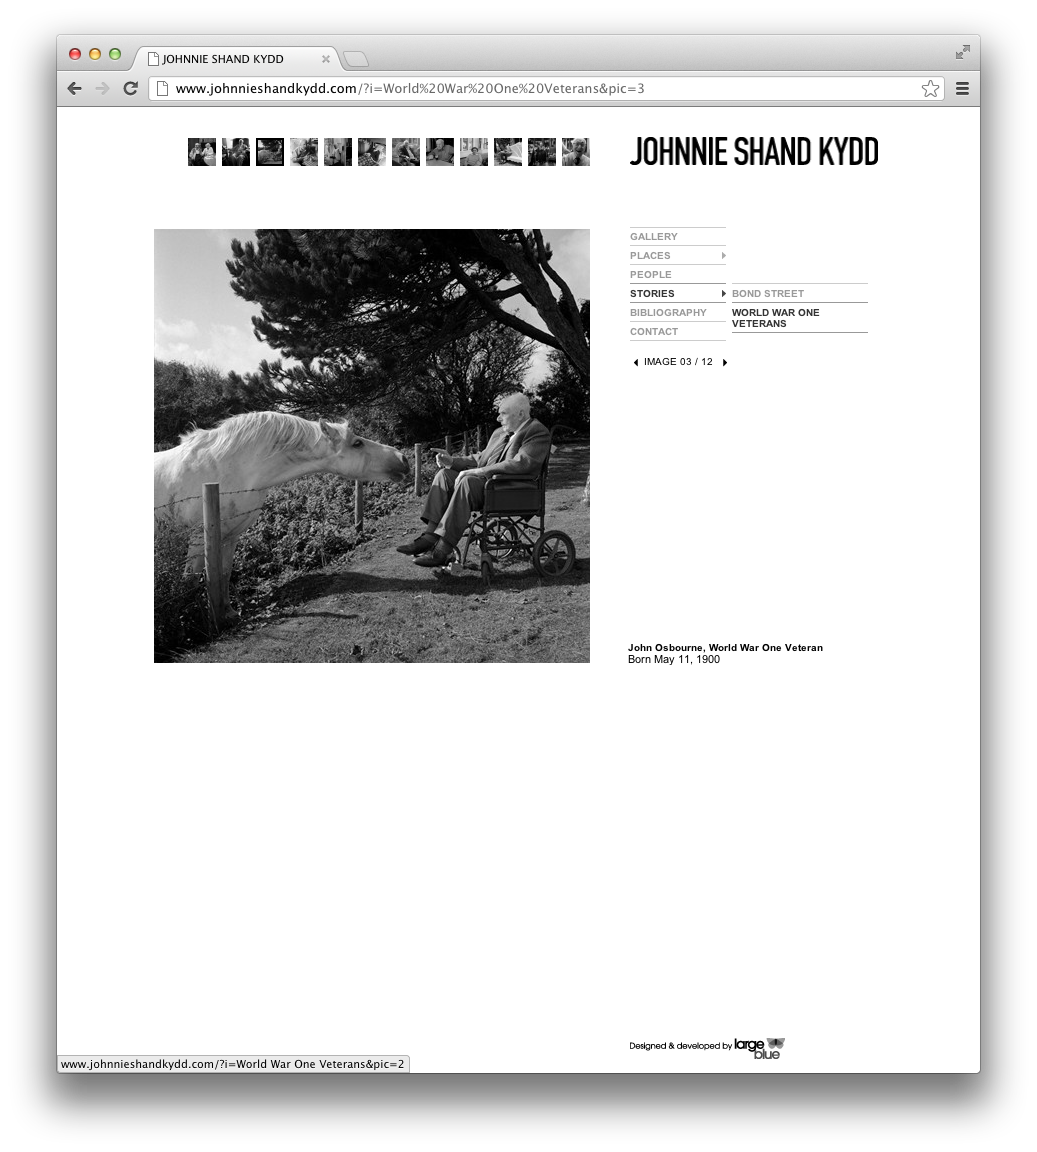 JOHNNIE SHAND KYDD
www.johnnieshandkydd.com/?i=World%20War%20One%20Veterans&pic=3
JOHNNIE SHAND KYDD
GALLERY
PLACES
PEOPLE
STORIES
BOND STREET
BIBLIOGRAPHY
WORLD WAR ONE
VETERANS
CONTACT
IMAGE 03 / 12
John Osbourne, World War One Veteran
Born May 11, 1900
Designed & developed by large blue
www.johnnieshandkydd.com/?i=World War One Veterans&pic=2